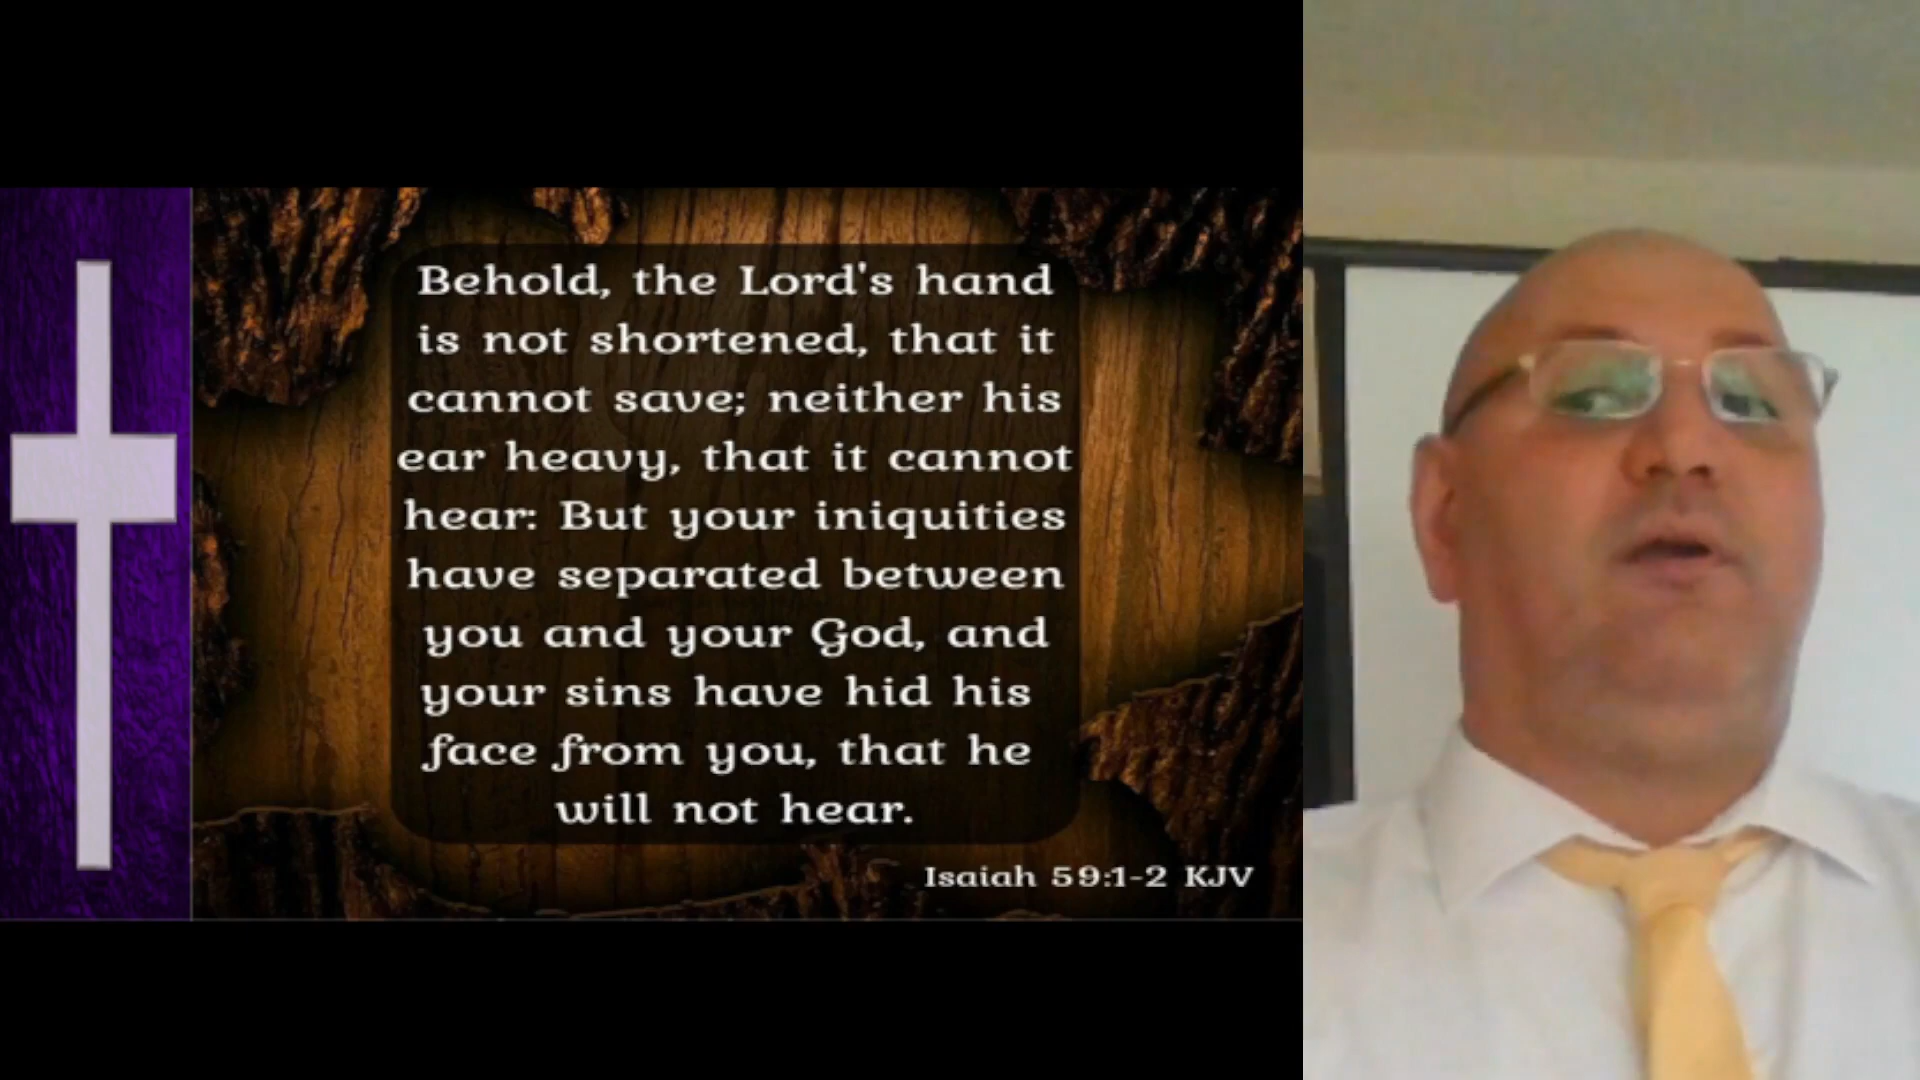 Behold, the Lord's hand
is not shortened, that it
cannot save; neither his
ear heavy, that it cannot
hear: But your iniquities
have separated between
you and your God, and
your sins have hid his
face from you, that he
will not hear.
Isaiah 59:1-2 KJV